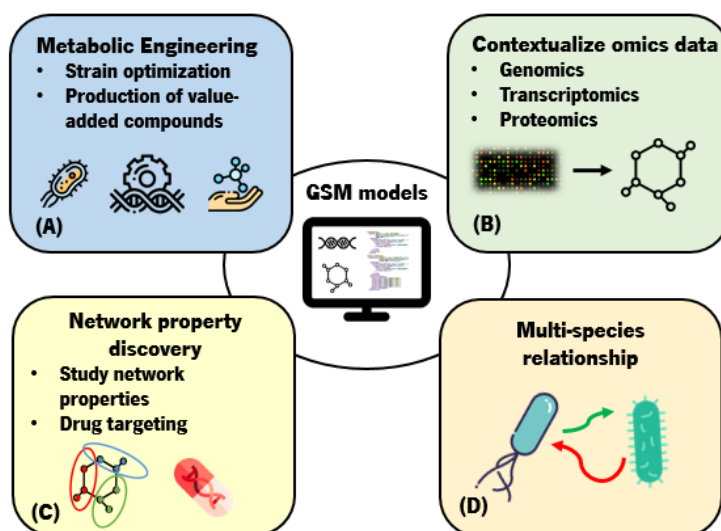 Metabolic Engineering
• Strain optimization
• Production of value-
added compounds
(A)
Contextualize omics data
• Genomics
• Transcriptomics
• Proteomics
(B)
GSM models
Network property
discovery
• Study network
properties
• Drug targeting
(C)
Multi-species
relationship
(D)